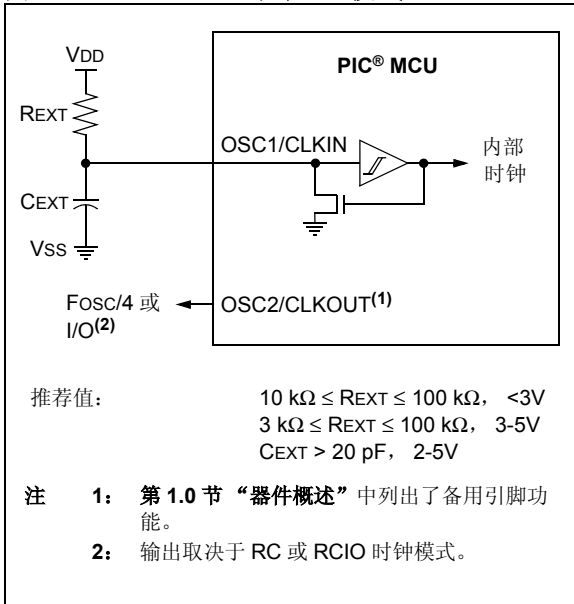 VDD
PIC® MCU
REXT
OSC1/CLKIN
内部
时钟
CEXT
VSS
FOSC/4 或
I/O(2)
OSC2/CLKOUT(1)
推荐值:
10 kΩ ≤ REXT ≤ 100 kΩ, <3V
3 kΩ ≤ REXT ≤ 100 kΩ, 3-5V
CEXT > 20 pF, 2-5V
注 1: 第 1.0 节“器件概述”中列出了备用引脚功
能。
2: 输出取决于 RC 或 RCIO 时钟模式。